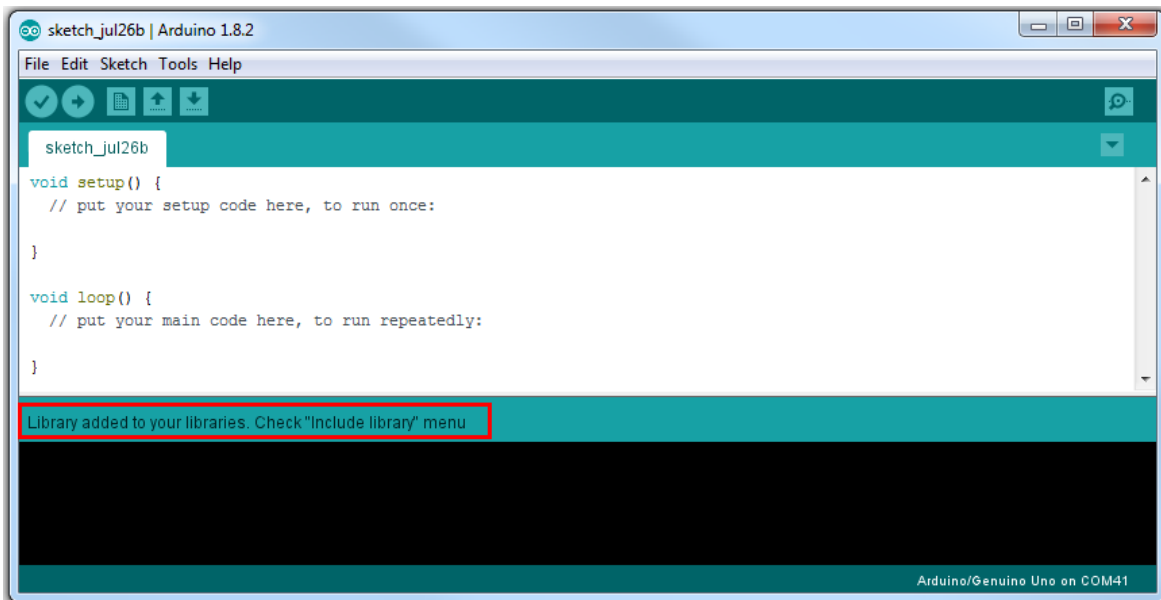 sketch_jul26b | Arduino 1.8.2
File Edit Sketch Tools Help
sketch_jul26b
void setup() {
  // put your setup code here, to run once:
}
void loop() {
  // put your main code here, to run repeatedly:
}
Library added to your libraries. Check "Include library" menu
Arduino/Genuino Uno on COM41